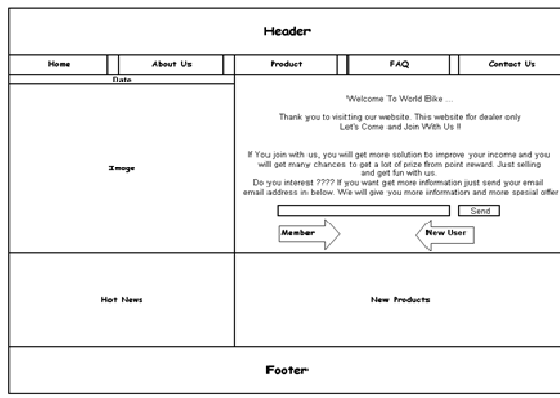 Header
Home About Us Product FAQ Contact Us
Date
Image
"Welcome To World Bike ...
Thank you to visitting our website. This website for dealer only
Let's Come and Join With Us !!
If You join with us, you will get more solution to improve your income and you
will get many chances to get a lot of prize from point reward. Just selling
and get fun with us.
Do you interest ???? If you want get more information just send your email
email address in below. We will give you more information and more special offer
Send
Member New User
Hot News New Products
Footer